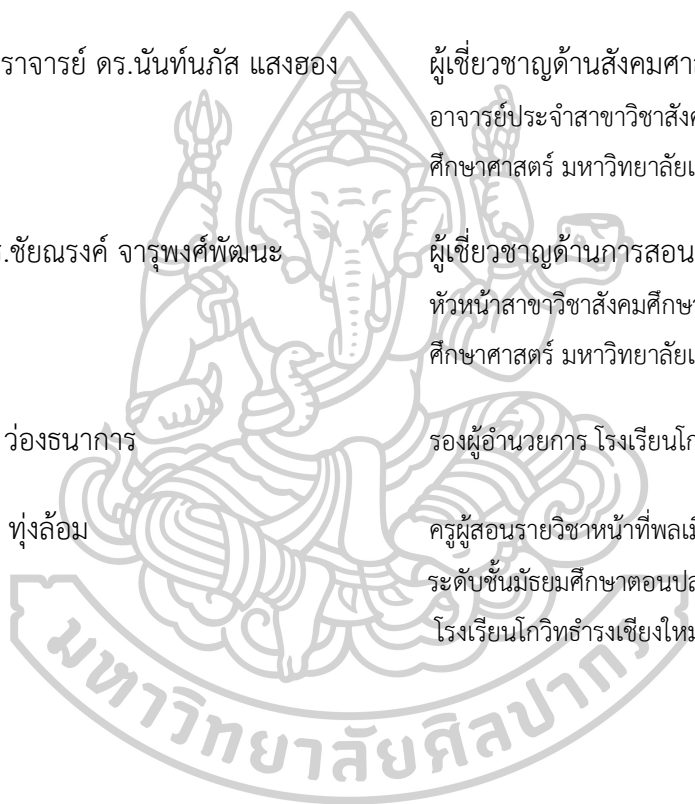 ราจารย์ ดร.นันท์นภัส แสงฮอง ผู้เชี่ยวชาญด้านสังคมศา
อาจารย์ประจำสาขาวิชาสัง
ศึกษาศาสตร์ มหาวิทยาลัย
.ชัยณรงค์ จารุพงศ์พัฒนะ ผู้เชี่ยวชาญด้านการสอน
หัวหน้าสาขาวิชาสังคมศึกษา
ศึกษาศาสตร์ มหาวิทยาลัย
ว่องธนาการ รองผู้อำนวยการ โรงเรียนโก
ทุ่งล้อม ครูผู้สอนรายวิชาหน้าที่พลเมื
ระดับชั้นมัธยมศึกษาตอนปล
โรงเรียนโกวิทธำรงเชียงใหม
มหาวิทยาลัยศิลปากร